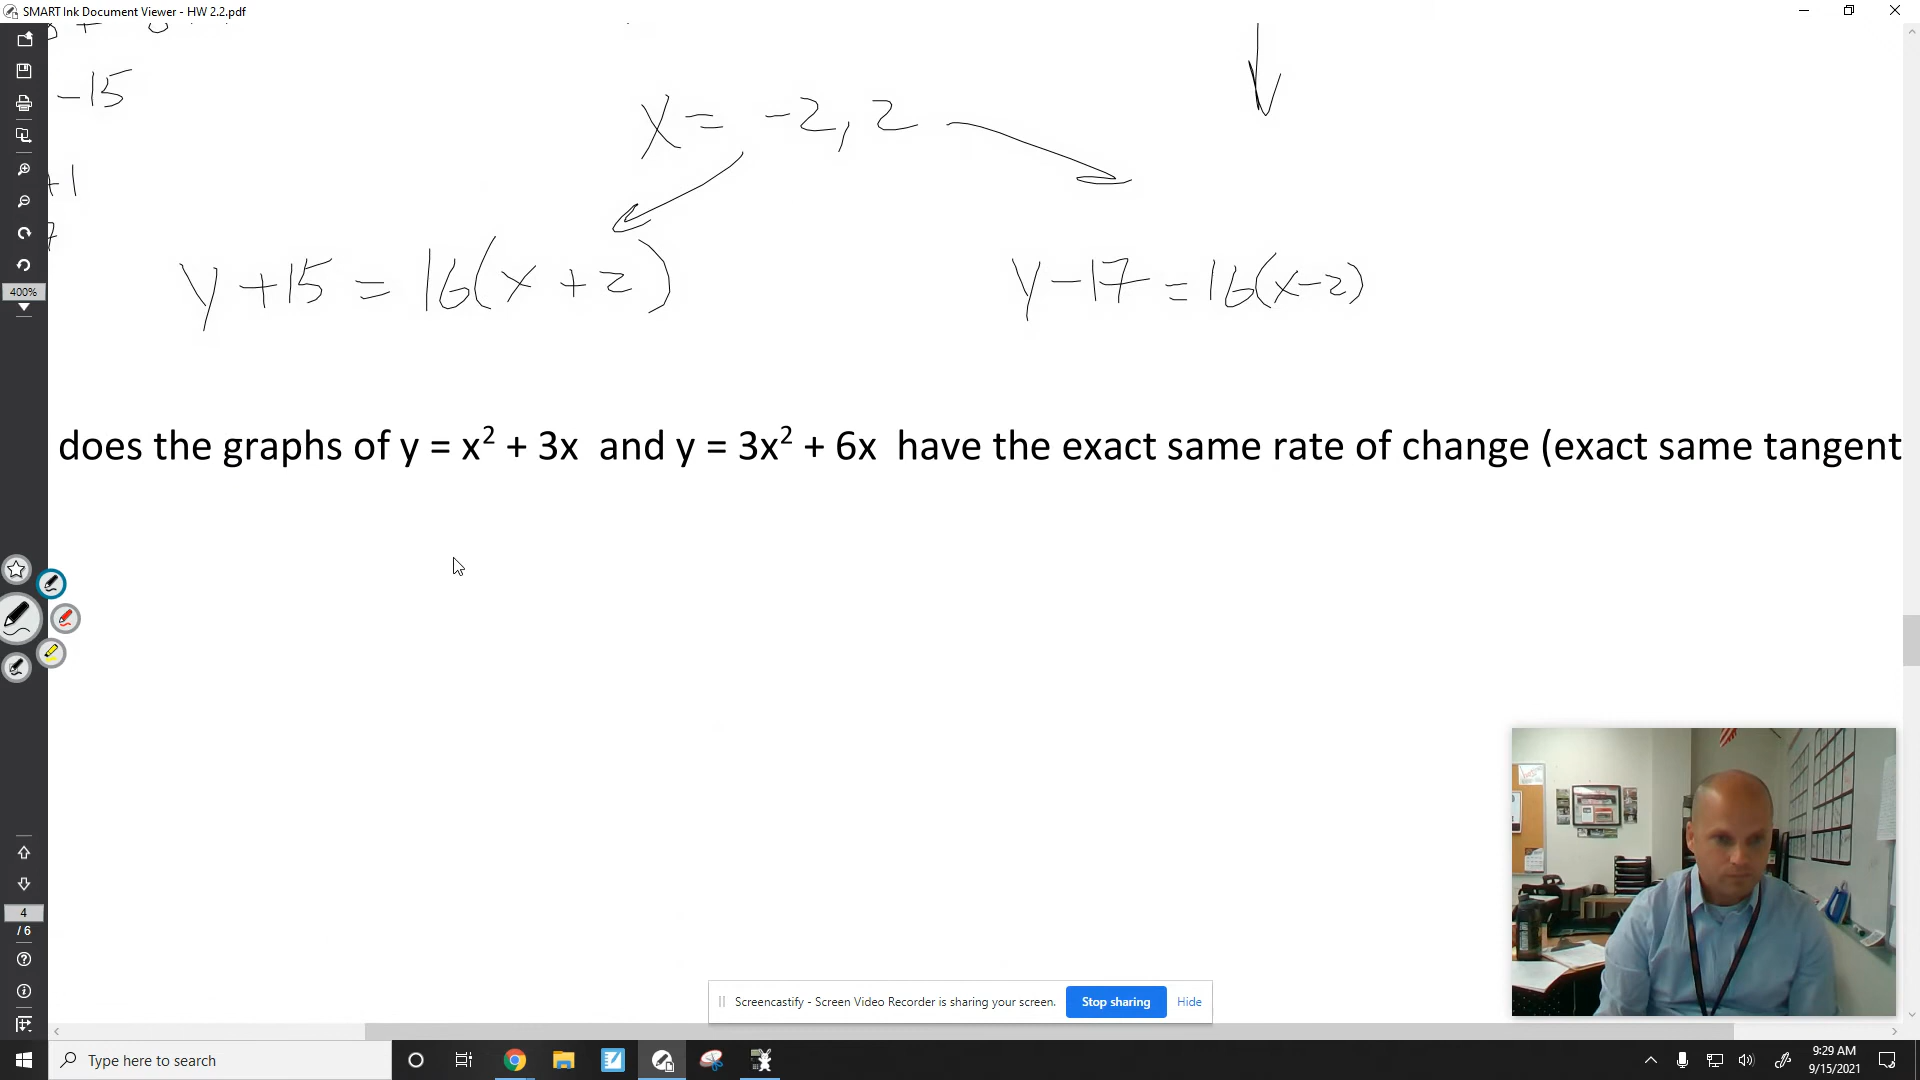 SMART Ink Document Viewer - HW 2.2.pdf
-15
+1
x = -2, 2
y + 15 = 16(x + 2)
y - 17 = 16(x - 2)
does the graphs of y = x² + 3x and y = 3x² + 6x have the exact same rate of change (exact same tangent
400%
4
/ 6
Screencastify - Screen Video Recorder is sharing your screen.
Stop sharing
Hide
Type here to search
9:29 AM
9/15/2021